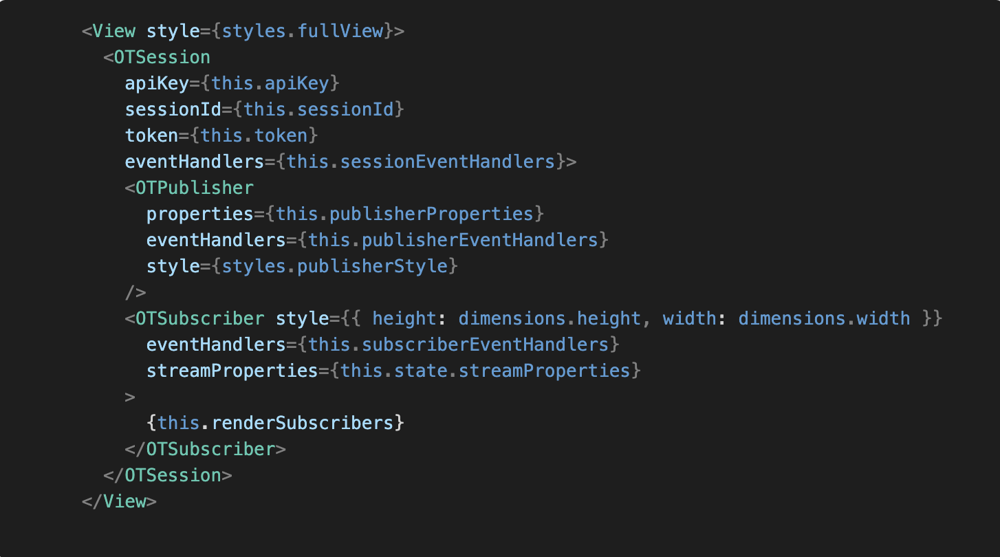 <View style={styles.fullView}>
<OTSession
apiKey={this.apiKey}
sessionId={this.sessionId}
token={this.token}
eventHandlers={this.sessionEventHandlers}>
<OTPublisher
properties={this.publisherProperties}
eventHandlers={this.publisherEventHandlers}
style={styles.publisherStyle}
/>
<OTSubscriber style={{ height: dimensions.height, width: dimensions.width }}
eventHandlers={this.subscriberEventHandlers}
streamProperties={this.state.streamProperties}
>
{this.renderSubscribers}
</OTSubscriber>
</OTSession>
</View>